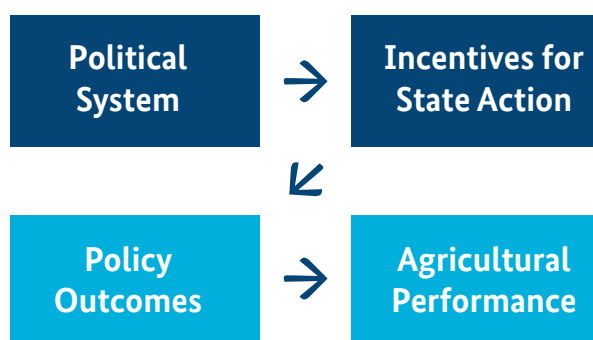 Political
System
Incentives for
State Action
Policy
Outcomes
Agricultural
Performance